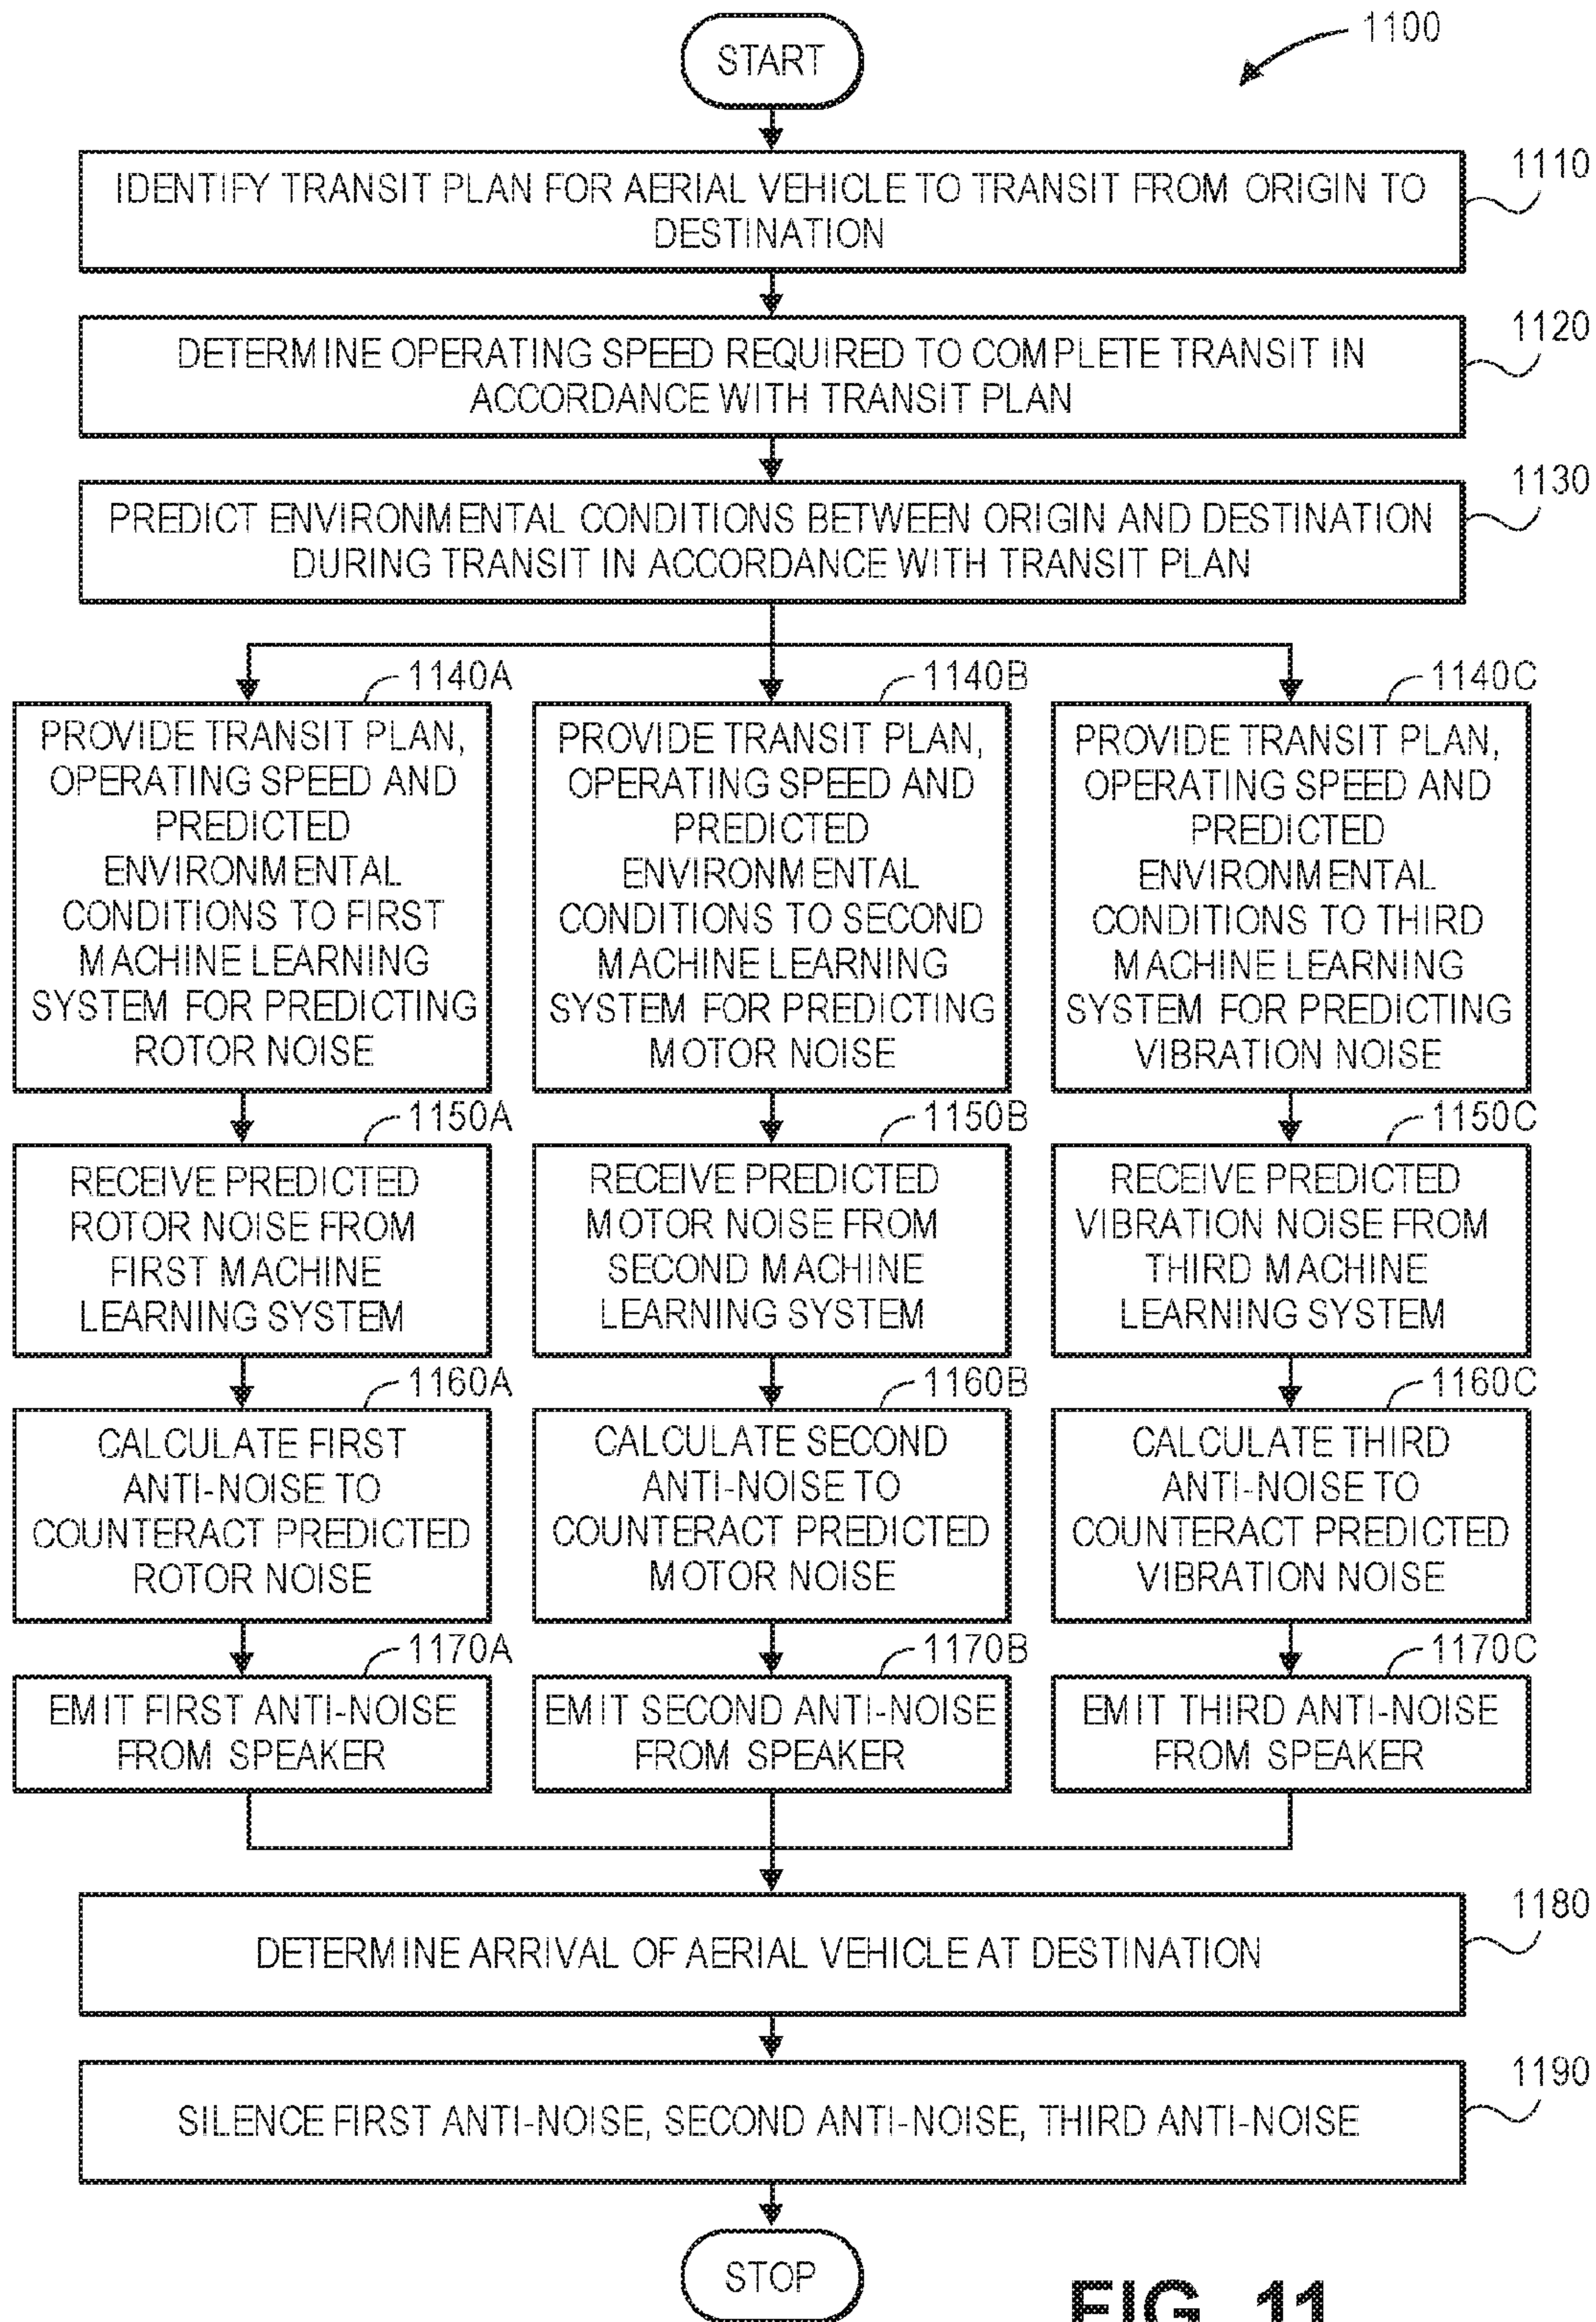 START
1100
IDENTIFY TRANSIT PLAN FOR AERIAL VEHICLE TO TRANSIT FROM ORIGIN TO
DESTINATION
1110
DETERMINE OPERATING SPEED REQUIRED TO COMPLETE TRANSIT IN
ACCORDANCE WITH TRANSIT PLAN
1120
PREDICT ENVIRONMENTAL CONDITIONS BETWEEN ORIGIN AND DESTINATION
DURING TRANSIT IN ACCORDANCE WITH TRANSIT PLAN
1130
1140A
PROVIDE TRANSIT PLAN,
OPERATING SPEED AND
PREDICTED
ENVIRONMENTAL
CONDITIONS TO FIRST
MACHINE LEARNING
SYSTEM FOR PREDICTING
ROTOR NOISE
1140B
PROVIDE TRANSIT PLAN,
OPERATING SPEED AND
PREDICTED
ENVIRONMENTAL
CONDITIONS TO SECOND
MACHINE LEARNING
SYSTEM FOR PREDICTING
MOTOR NOISE
1140C
PROVIDE TRANSIT PLAN,
OPERATING SPEED AND
PREDICTED
ENVIRONMENTAL
CONDITIONS TO THIRD
MACHINE LEARNING
SYSTEM FOR PREDICTING
VIBRATION NOISE
1150A
RECEIVE PREDICTED
ROTOR NOISE FROM
FIRST MACHINE
LEARNING SYSTEM
1150B
RECEIVE PREDICTED
MOTOR NOISE FROM
SECOND MACHINE
LEARNING SYSTEM
1150C
RECEIVE PREDICTED
VIBRATION NOISE FROM
THIRD MACHINE
LEARNING SYSTEM
1160A
CALCULATE FIRST
ANTI-NOISE TO
COUNTERACT PREDICTED
ROTOR NOISE
1160B
CALCULATE SECOND
ANTI-NOISE TO
COUNTERACT PREDICTED
MOTOR NOISE
1160C
CALCULATE THIRD
ANTI-NOISE TO
COUNTERACT PREDICTED
VIBRATION NOISE
1170A
EMIT FIRST ANTI-NOISE
FROM SPEAKER
1170B
EMIT SECOND ANTI-NOISE
FROM SPEAKER
1170C
EMIT THIRD ANTI-NOISE
FROM SPEAKER
DETERMINE ARRIVAL OF AERIAL VEHICLE AT DESTINATION
1180
SILENCE FIRST ANTI-NOISE, SECOND ANTI-NOISE, THIRD ANTI-NOISE
1190
STOP
FIG. 11